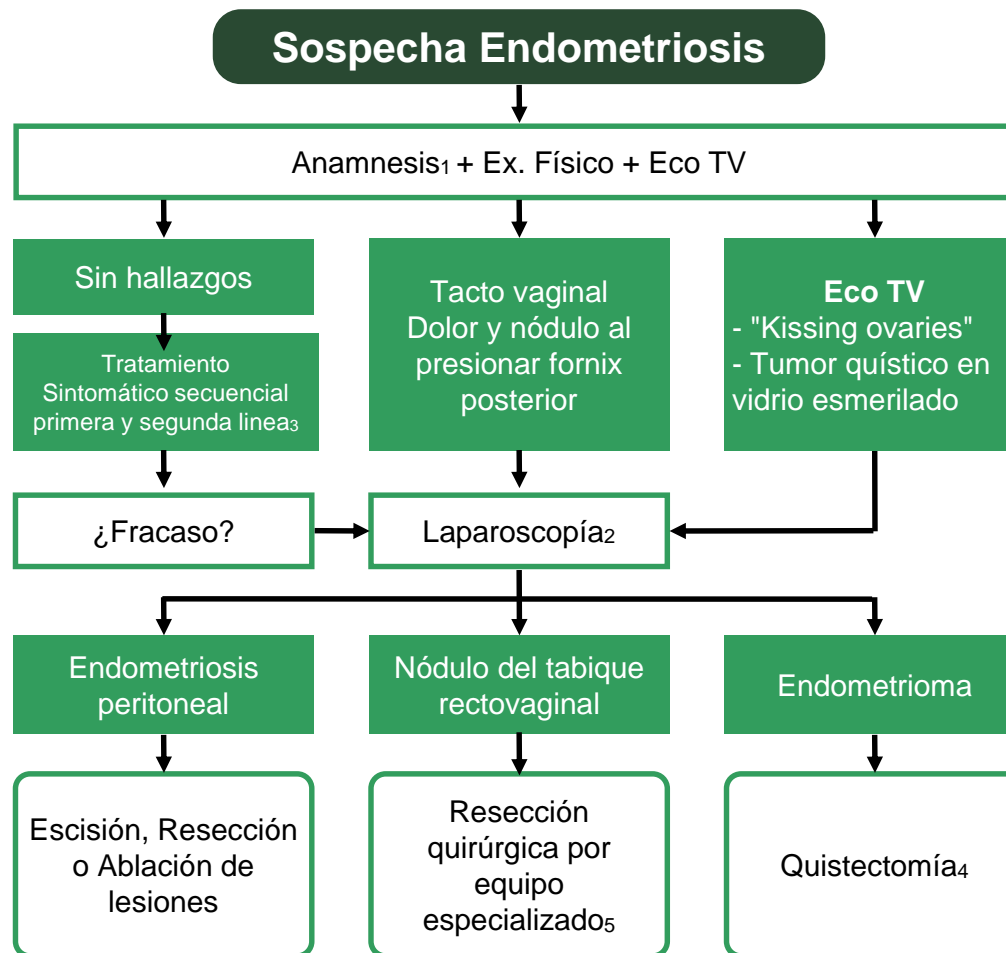 Sospecha Endometriosis
Anamnesis1 + Ex. Físico + Eco TV
Sin hallazgos
Tratamiento
Sintomático secuencial
primera y segunda linea3
¿Fracaso?
Tacto vaginal
Dolor y nódulo al
presionar fornix
posterior
Eco TV
- "Kissing ovaries"
- Tumor quístico en
vidrio esmerilado
Laparoscopía2
Endometriosis
peritoneal
Nódulo del tabique
rectovaginal
Endometrioma
Escisión, Resección
o Ablación de
lesiones
Resección
quirúrgica por
equipo
especializado5
Quistectomía4